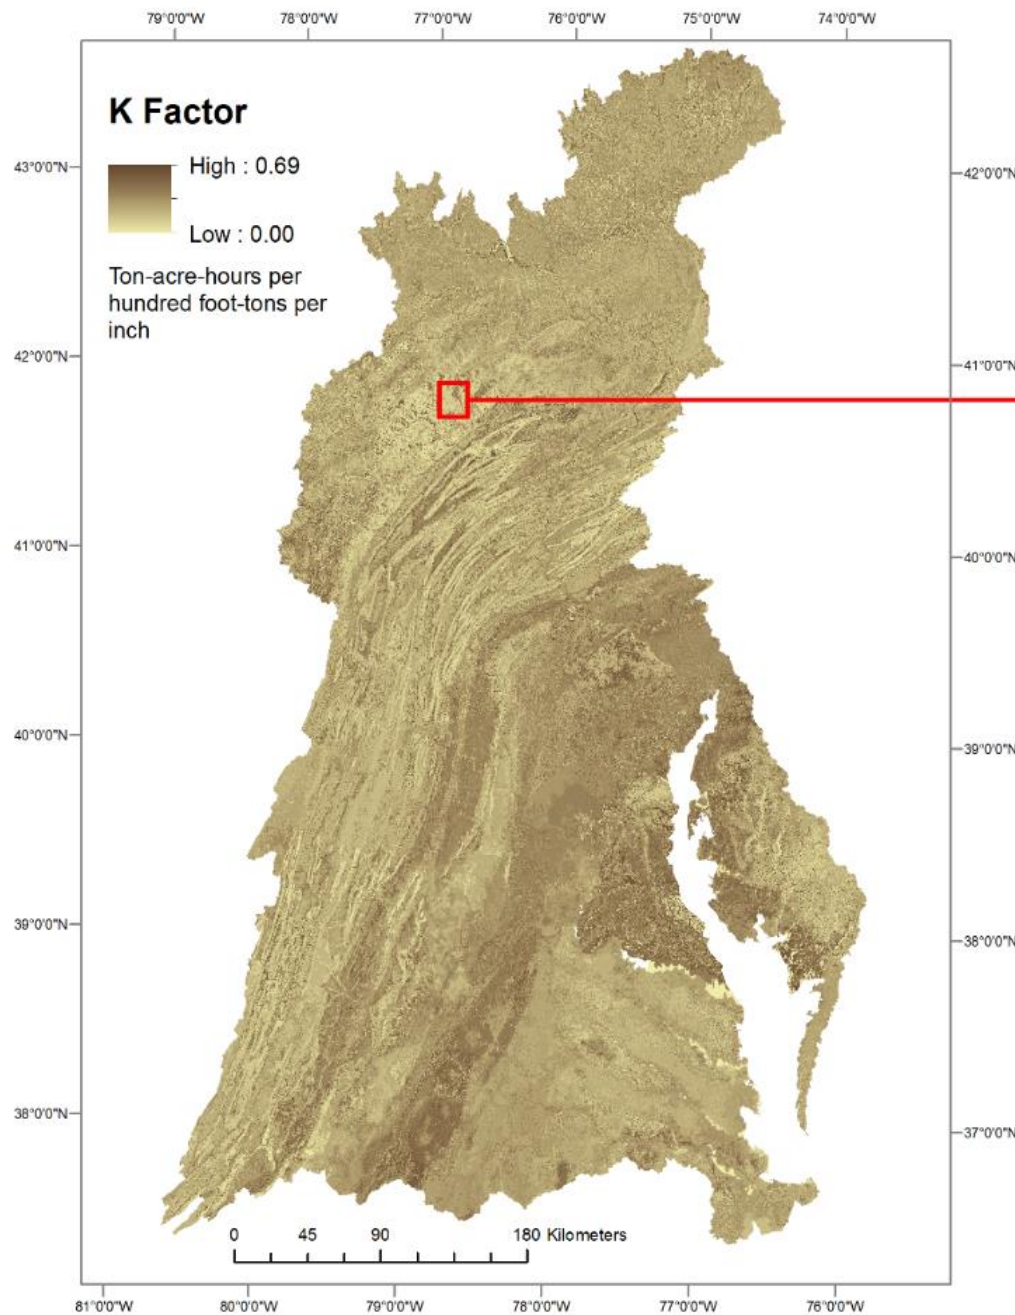 79°0'0"W 78°0'0"W 77°0'0"W 76°0'0"W 75°0'0"W 74°0'0"W
K Factor
High : 0.69
Low : 0.00
Ton-acre-hours per
hundred foot-tons per
inch
43°0'0"N
42°0'0"N
42°0'0"N
41°0'0"N
41°0'0"N
40°0'0"N
40°0'0"N
39°0'0"N
39°0'0"N
38°0'0"N
38°0'0"N
37°0'0"N
0 45 90 180 Kilometers
81°0'0"W 80°0'0"W 79°0'0"W 78°0'0"W 77°0'0"W 76°0'0"W